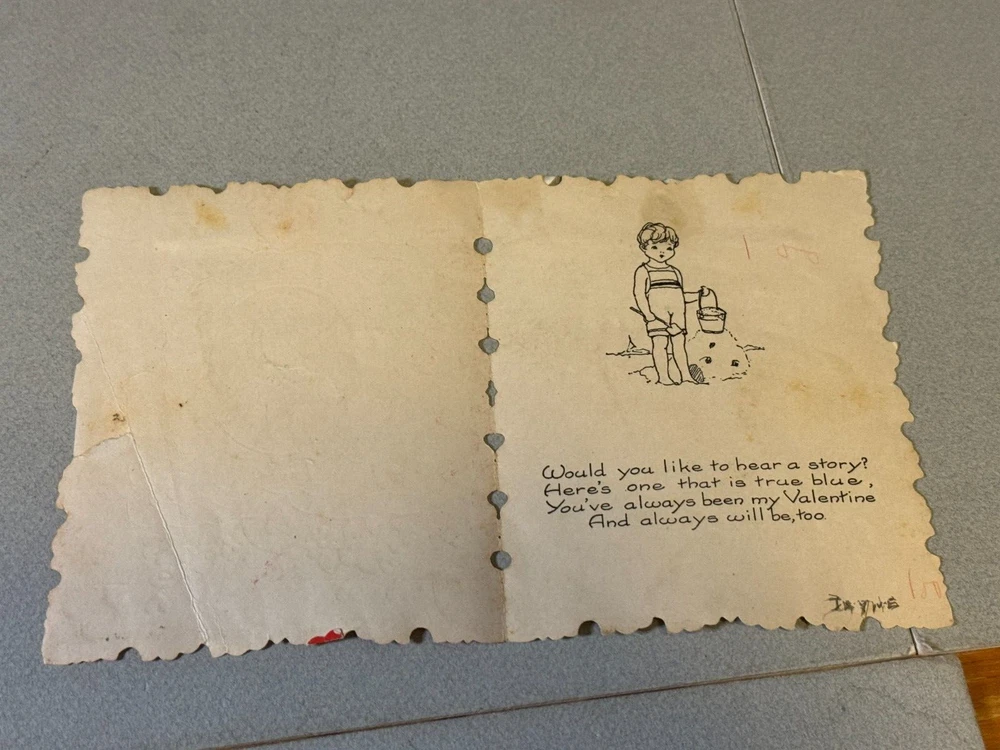 Would you like to hear a story?
Here's one that is true blue,
You've always been my Valentine
And always will be, too.